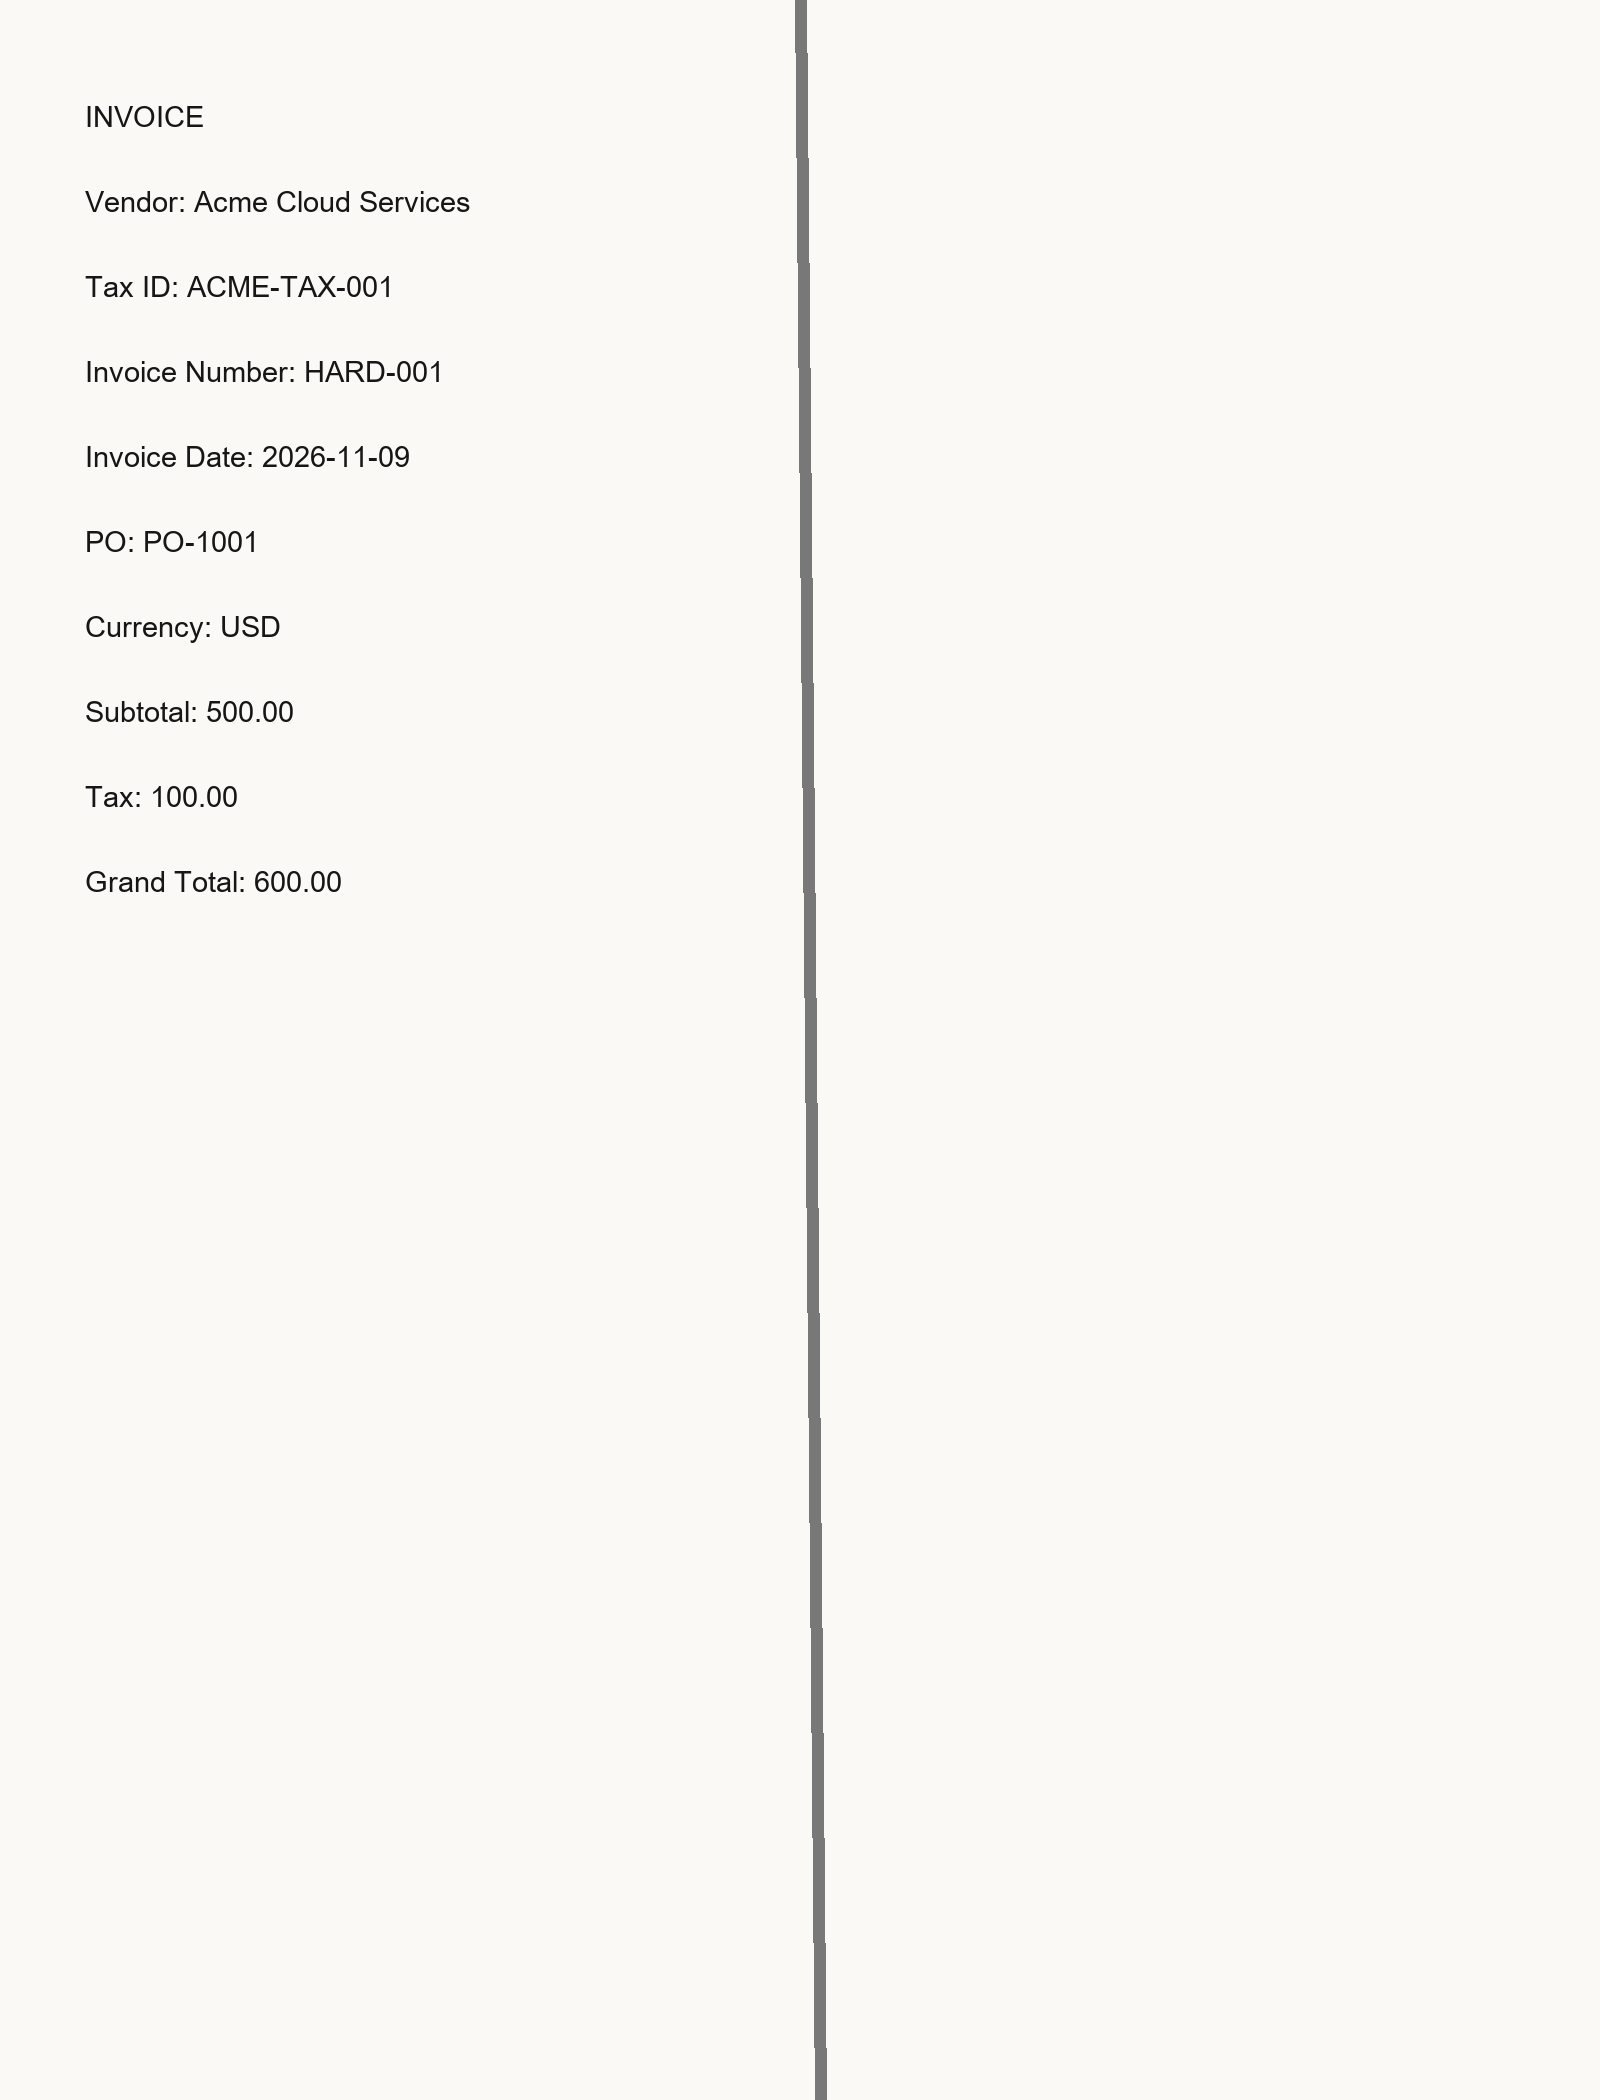 INVOICE
Vendor: Acme Cloud Services
Tax ID: ACME-TAX-001
Invoice Number: HARD-001
Invoice Date: 2026-11-09
PO: PO-1001
Currency: USD
Subtotal: 500.00
Tax: 100.00
Grand Total: 600.00